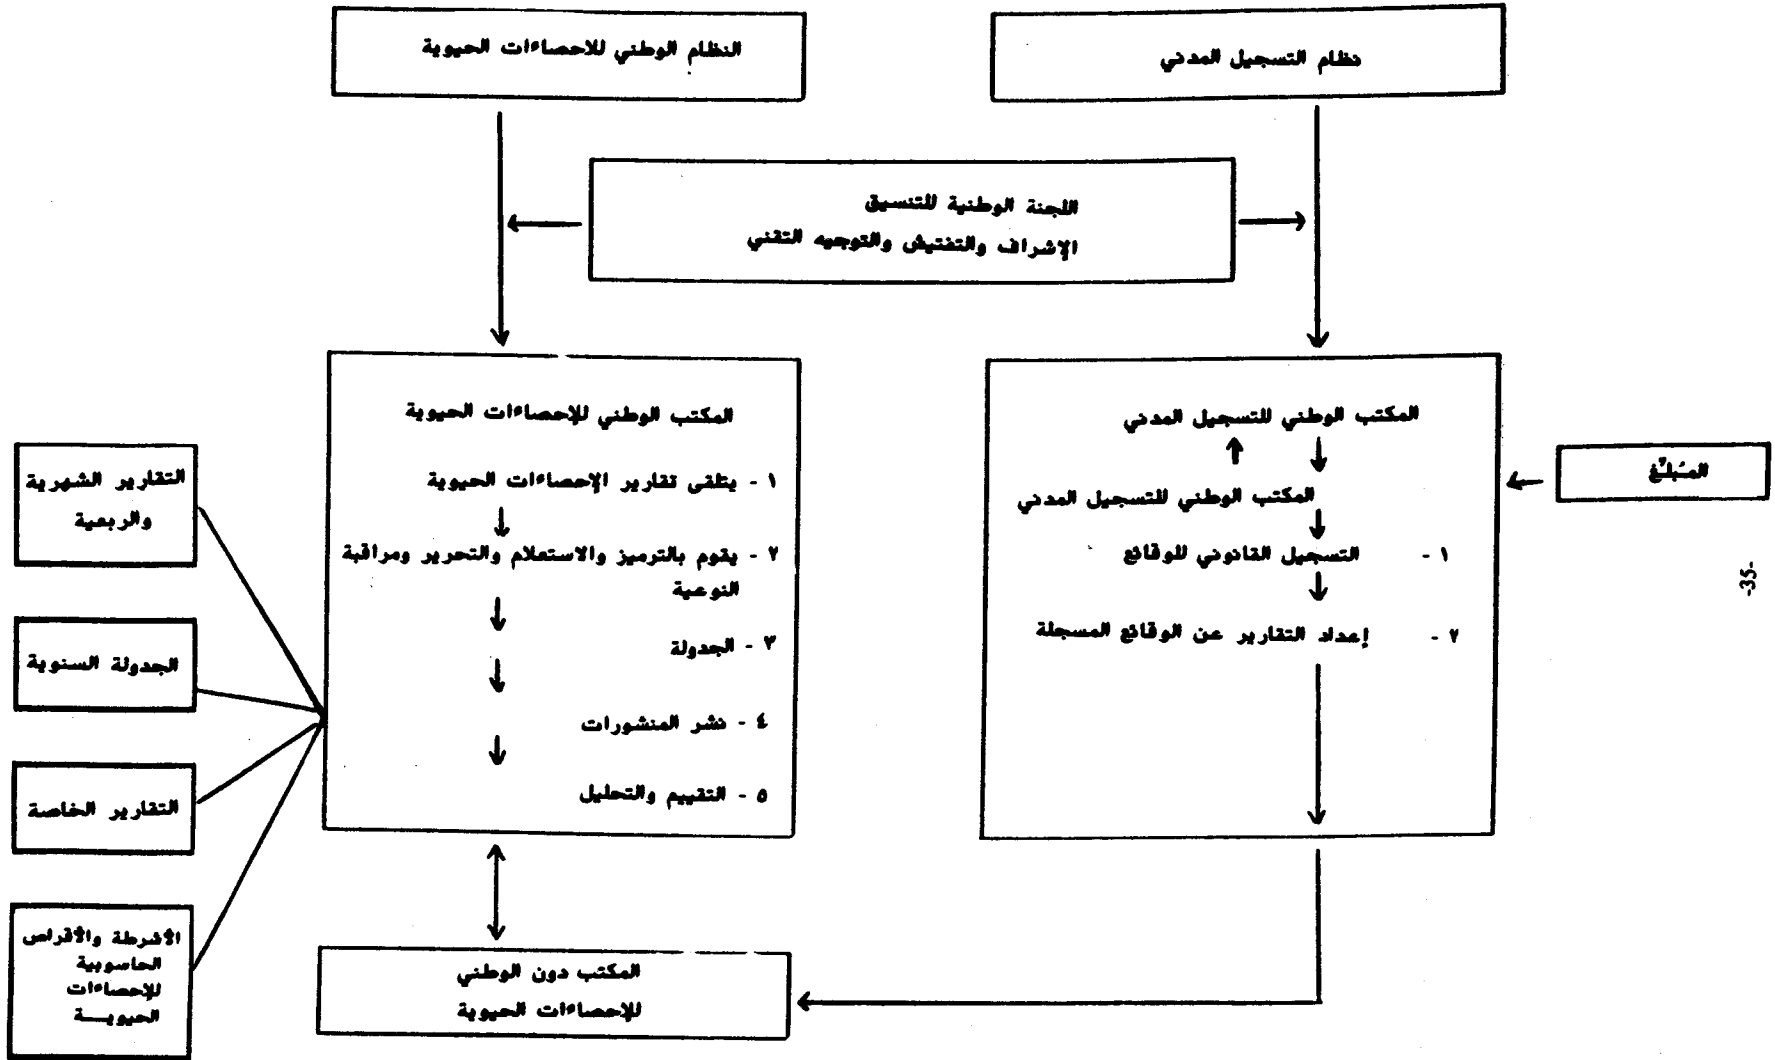 نظام التسجيل المدني
النظام الوطني للاحصاءات الحيوية
اللجنة الوطنية للتنسيق
الإشراف والتفتيش والتوجيه التقني
المُبلِّغ
المكتب الوطني للتسجيل المدني
المكتب الوطني للتسجيل المدني
١ - التسجيل القانوني للوقائع
٢ - إعداد التقارير عن الوقائع المسجلة
المكتب الوطني للإحصاءات الحيوية
١ - يتلقى تقارير الإحصاءات الحيوية
٢ - يقوم بالترميز والاستعلام والتحرير ومراقبة
النوعية
٣ - الجدولة
٤ - نشر المنشورات
٥ - التقييم والتحليل
المكتب دون الوطني
للإحصاءات الحيوية
التقارير الشهرية
والربعية
الجدولة السنوية
التقارير الخاصة
الأشرطة والأقراص
الحاسوبية
للإحصاءات
الحيويــــة
-35-